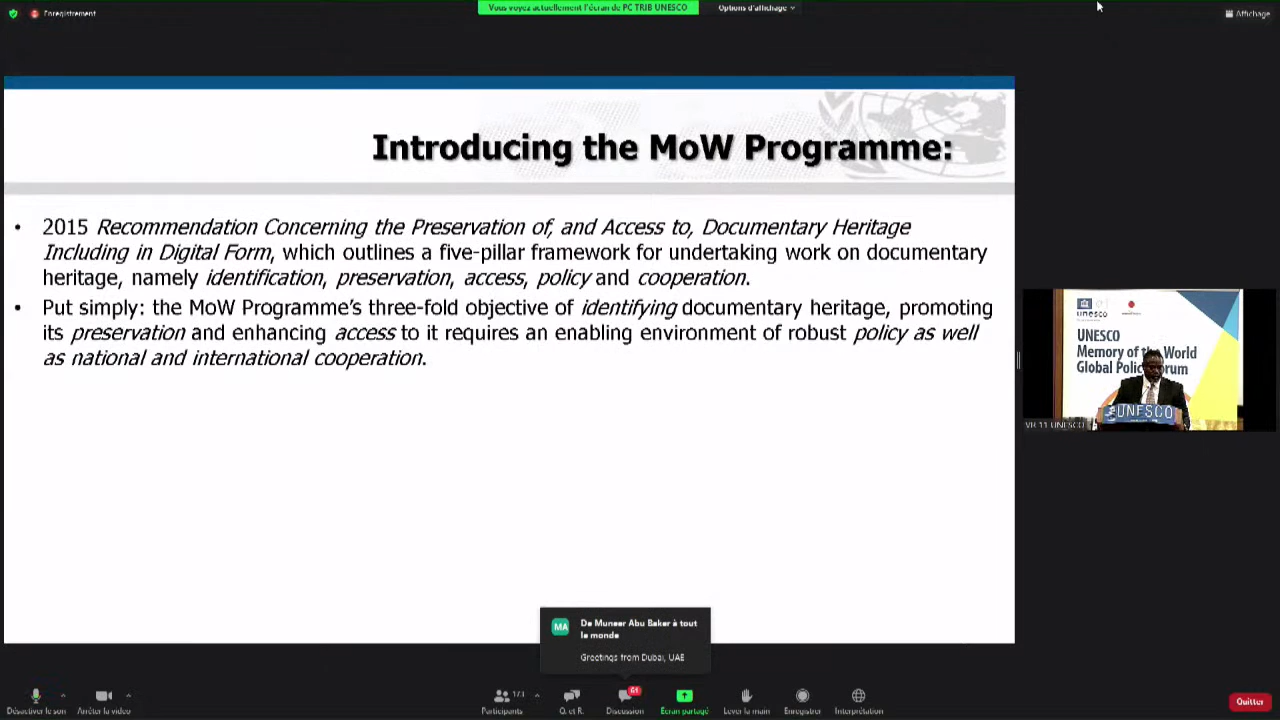 Enregistrement
Vous voyez actuellement l'écran de PC TRIB UNESCO
Options d'affichage
Affichage
Introducing the MoW Programme:
• 2015 Recommendation Concerning the Preservation of, and Access to, Documentary Heritage
Including in Digital Form, which outlines a five-pillar framework for undertaking work on documentary
heritage, namely identification, preservation, access, policy and cooperation.
• Put simply: the MoW Programme's three-fold objective of identifying documentary heritage, promoting
its preservation and enhancing access to it requires an enabling environment of robust policy as well
as national and international cooperation.
unesco
UNESCO
Memory of the World
Global Policy Forum
UNESCO
VR 11 UNESCO
MA
De Muneer Abu Baker à tout
le monde
Greetings from Dubai, UAE
Désactiver le son
Arrêter la vidéo
Participants
173
Q. et R.
Discussion
61
Écran partagé
Lever la main
Enregistrer
Interprétation
Quitter